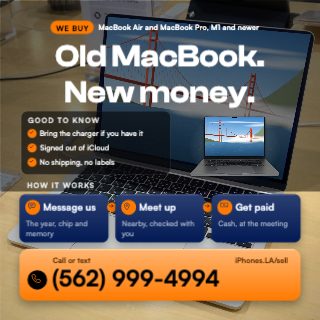 WE BUY MacBook Air and MacBook Pro, M1 and newer
Old MacBook.
New money.
GOOD TO KNOW
Bring the charger if you have it
Signed out of iCloud
No shipping, no labels
HOW IT WORKS
Message us
The year, chip and
memory
Meet up
Nearby, checked with
you
Get paid
Cash, at the meeting
Call or text
iPhones.LA/sell
(562) 999-4994